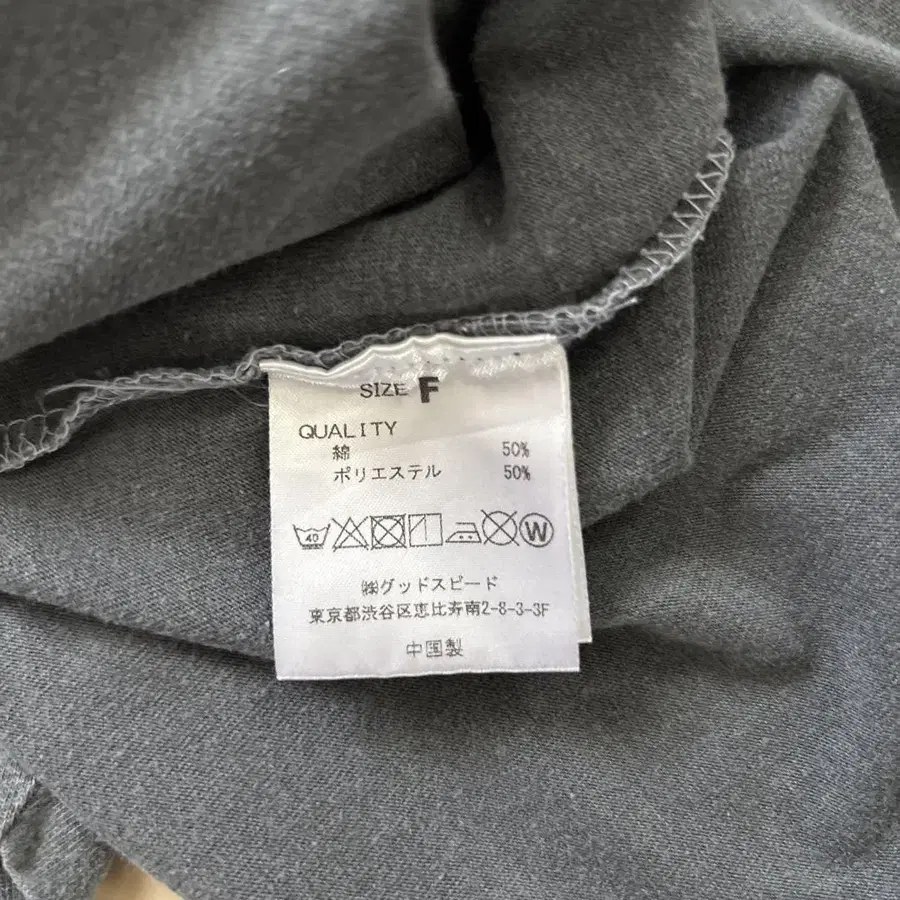 SIZE F
QUALITY
綿 50%
ポリエステル 50%
40 W
㈱グッドスピード
東京都渋谷区恵比寿南2-8-3-3F
中国製